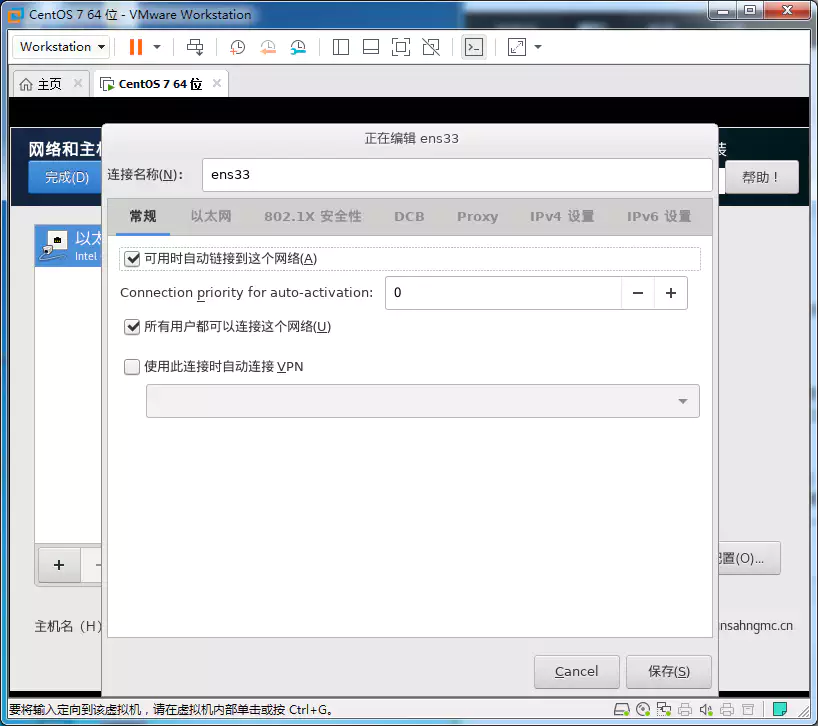 CentOS 7 64 位 - VMware Workstation
Workstation
主页
CentOS 7 64 位
正在编辑 ens33
网络和主机
装
完成(D)
帮助！
连接名称(N)：
ens33
常规
以太网
802.1X 安全性
DCB
Proxy
IPv4 设置
IPv6 设置
以太
Intel
可用时自动链接到这个网络(A)
Connection priority for auto-activation:
0
所有用户都可以连接这个网络(U)
使用此连接时自动连接 VPN
配置(O)...
主机名（H）
nsahngmc.cn
Cancel
保存(S)
要将输入定向到该虚拟机，请在虚拟机内部单击或按 Ctrl+G。